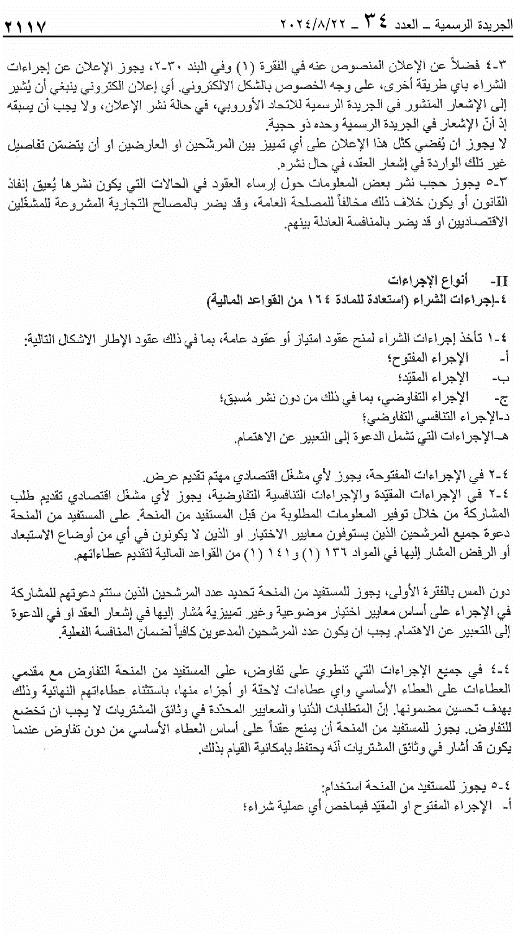 الجريدة الرسمية – العدد ٣٤ – ٢٠٢٤/٨/٢٢ ٢١١٧
٣-٤ فضلاً عن الإعلان المنصوص عنه في الفقرة (١) وفي البند ٣٠-٢، يجوز الإعلان عن إجراءات
الشراء باي طريقة أخرى، على وجه الخصوص بالشكل الالكتروني. أي إعلان الكتروني ينبغي أن يُشير
إلى الإشعار المنشور في الجريدة الرسمية للاتحاد الأوروبي، في حالة نشر الإعلان، ولا يجب أن يسبقه
إذ أنّ الإشعار في الجريدة الرسمية وحده ذو حجية.
لا يجوز ان يُفضي كذلك هذا الإعلان على أي تمييز بين المرشّحين او العارضين او أن يتضمّن تفاصيل
غير تلك الواردة في إشعار العقد، في حال نشره.
٣-٥ يجوز حجب نشر بعض المعلومات حول إرساء العقود في الحالات التي يكون نشرها يُعيق إنفاذ
القانون أو يكون خلاف ذلك مخالفاً للمصلحة العامة، وقد يضر بالمصالح التجارية المشروعة للمشغّلين
الاقتصاديين او قد يضر بالمنافسة العادلة بينهم.
II- أنواع الإجراءات
٤-إجراءات الشراء (إستعادة للمادة ١٦٤ من القواعد المالية)
٤-١ تأخذ إجراءات الشراء لمنح عقود امتياز أو عقود عامة، بما في ذلك عقود الإطار الاشكال التالية:
أ- الإجراء المفتوح؛
ب- الإجراء المقيّد؛
ج- الإجراء التفاوضي، بما في ذلك من دون نشر مُسبق؛
د-الإجراء التنافسي التفاوضي؛
هـ-الإجراءات التي تشمل الدعوة إلى التعبير عن الاهتمام.
٤-٢ في الإجراءات المفتوحة، يجوز لأي مشغّل اقتصادي مهتم تقديم عرض.
٤-٢ في الإجراءات المقيّدة والإجراءات التنافسية التفاوضية، يجوز لأي مشغّل اقتصادي تقديم طلب
المشاركة من خلال توفير المعلومات المطلوبة من قبل المستفيد من المنحة. على المستفيد من المنحة
دعوة جميع المرشحين الذين يستوفون معايير الاختيار او الذين لا يكونون في أي من أوضاع الاستبعاد
أو الرفض المشار إليها في المواد ١٣٦ (١) و١٤١ (١) من القواعد المالية لتقديم عطاءاتهم.
دون المس بالفقرة الأولى، يجوز للمستفيد من المنحة تحديد عدد المرشحين الذين ستتم دعوتهم للمشاركة
في الإجراء على أساس معايير اختيار موضوعية وغير تمييزية مُشار إليها في إشعار العقد او في الدعوة
إلى التعبير عن الاهتمام. يجب ان يكون عدد المرشحين المدعوين كافياً لضمان المنافسة الفعلية.
٤-٤ في جميع الإجراءات التي تنطوي على تفاوض، على المستفيد من المنحة التفاوض مع مقدمي
العطاءات على العطاء الأساسي واي عطاءات لاحقة او أجزاء منها، باستثناء عطاءاتهم النهائية وذلك
بهدف تحسين مضمونها. إنّ المتطلبات الدُنيا والمعايير المحدّدة في وثائق المشتريات لا يجب ان تخضع
للتفاوض. يجوز للمستفيد من المنحة أن يمنح عقداً على أساس العطاء الأساسي من دون تفاوض عندما
يكون قد أشار في وثائق المشتريات أنّه يحتفظ بإمكانية القيام بذلك.
٤-٥ يجوز للمستفيد من المنحة استخدام:
أ- الإجراء المفتوح او المقيّد فيماخص أي عملية شراء؛